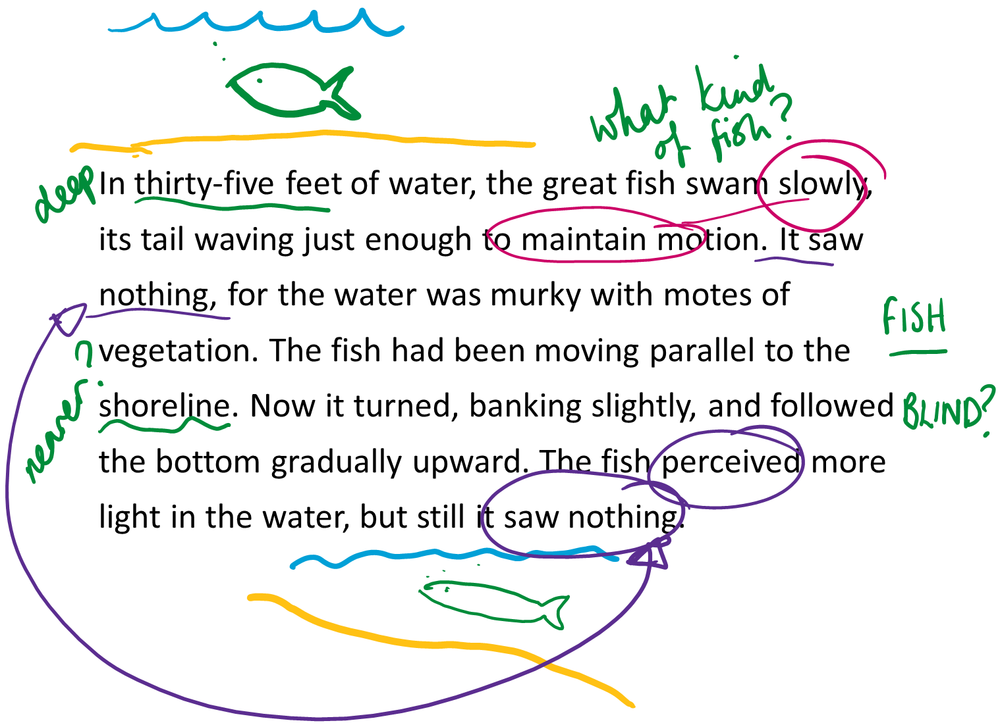 what kind
of fish?
deep
In thirty-five feet of water, the great fish swam slowly,
its tail waving just enough to maintain motion. It saw
nothing, for the water was murky with motes of
FISH
vegetation. The fish had been moving parallel to the
shoreline. Now it turned, banking slightly, and followed
BLIND?
nearer
the bottom gradually upward. The fish perceived more
light in the water, but still it saw nothing.